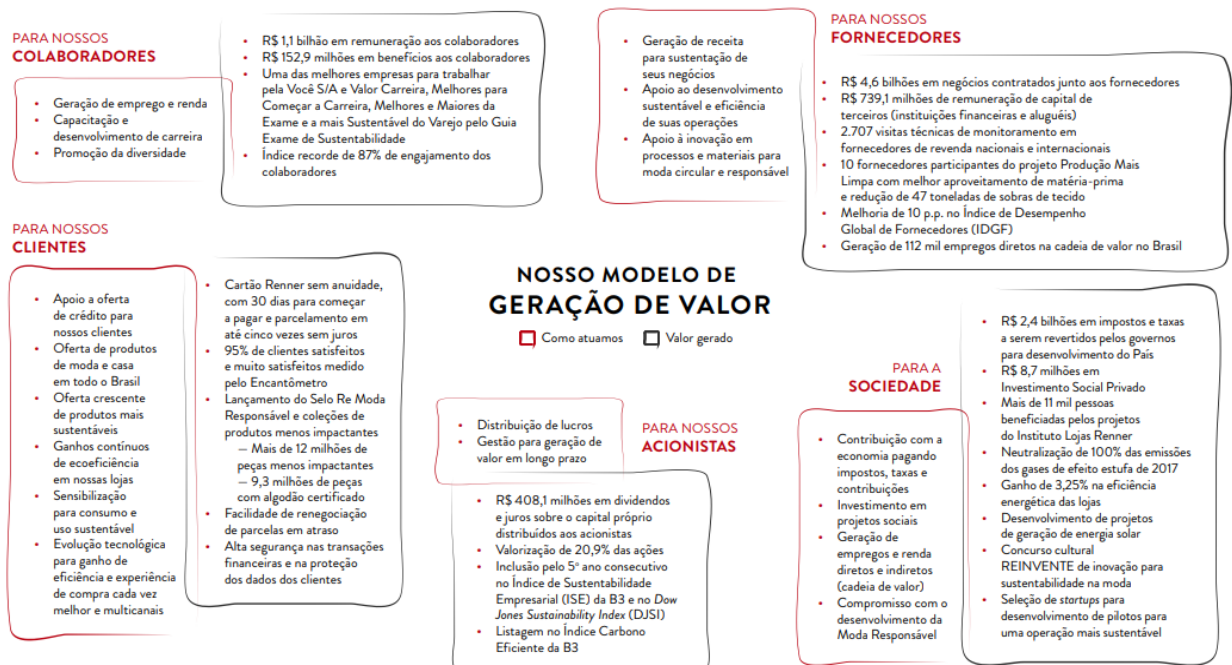 PARA NOSSOS
COLABORADORES
• Geração de emprego e renda
• Capacitação e
desenvolvimento de carreira
• Promoção da diversidade
• R$ 1,1 bilhão em remuneração aos colaboradores
• R$ 152,9 milhões em benefícios aos colaboradores
• Uma das melhores empresas para trabalhar
pela Você S/A e Valor Carreira, Melhores para
Começar a Carreira, Melhores e Maiores da
Exame e a mais Sustentável do Varejo pelo Guia
Exame de Sustentabilidade
• Índice recorde de 87% de engajamento dos
colaboradores
PARA NOSSOS
FORNECEDORES
• Geração de receita
para sustentação de
seus negócios
• Apoio ao desenvolvimento
sustentável e eficiência
de suas operações
• Apoio à inovação em
processos e materiais para
moda circular e responsável
• R$ 4,6 bilhões em negócios contratados junto aos fornecedores
• R$ 739,1 milhões de remuneração de capital de
terceiros (instituições financeiras e aluguéis)
• 2.707 visitas técnicas de monitoramento em
fornecedores de revenda nacionais e internacionais
• 10 fornecedores participantes do projeto Produção Mais
Limpa com melhor aproveitamento de matéria-prima
e redução de 47 toneladas de sobras de tecido
• Melhoria de 10 p.p. no Índice de Desempenho
Global de Fornecedores (IDGF)
• Geração de 112 mil empregos diretos na cadeia de valor no Brasil
PARA NOSSOS
CLIENTES
• Apoio a oferta
de crédito para
nossos clientes
• Oferta de produtos
de moda e casa
em todo o Brasil
• Oferta crescente
de produtos mais
sustentáveis
• Ganhos contínuos
de ecoeficiência
em nossas lojas
• Sensibilização
para consumo e
uso sustentável
• Evolução tecnológica
para ganho de
eficiência e experiência
de compra cada vez
melhor e multicanais
• Cartão Renner sem anuidade,
com 30 dias para começar
a pagar e parcelamento em
até cinco vezes sem juros
• 95% de clientes satisfeitos
e muito satisfeitos medido
pelo Encantômetro
• Lançamento do Selo Re Moda
Responsável e coleções de
produtos menos impactantes
— Mais de 12 milhões de
peças menos impactantes
— 9,3 milhões de peças
com algodão certificado
• Facilidade de renegociação
de parcelas em atraso
• Alta segurança nas transações
financeiras e na proteção
dos dados dos clientes
NOSSO MODELO DE
GERAÇÃO DE VALOR
Como atuamos
Valor gerado
PARA NOSSOS
ACIONISTAS
• Distribuição de lucros
• Gestão para geração de
valor em longo prazo
• R$ 408,1 milhões em dividendos
e juros sobre o capital próprio
distribuídos aos acionistas
• Valorização de 20,9% das ações
• Inclusão pelo 5º ano consecutivo
no Índice de Sustentabilidade
Empresarial (ISE) da B3 e no Dow
Jones Sustainability Index (DJSI)
• Listagem no Índice Carbono
Eficiente da B3
PARA A
SOCIEDADE
• Contribuição com a
economia pagando
impostos, taxas e
contribuições
• Investimento em
projetos sociais
• Geração de
empregos e renda
diretos e indiretos
(cadeia de valor)
• Compromisso com o
desenvolvimento da
Moda Responsável
• R$ 2,4 bilhões em impostos e taxas
a serem revertidos pelos governos
para desenvolvimento do País
• R$ 8,7 milhões em
Investimento Social Privado
• Mais de 11 mil pessoas
beneficiadas pelos projetos
do Instituto Lojas Renner
• Neutralização de 100% das emissões
dos gases de efeito estufa de 2017
• Ganho de 3,25% na eficiência
energética das lojas
• Desenvolvimento de projetos
de geração de energia solar
• Concurso cultural
REINVENTE de inovação para
sustentabilidade na moda
• Seleção de startups para
desenvolvimento de pilotos para
uma operação mais sustentável